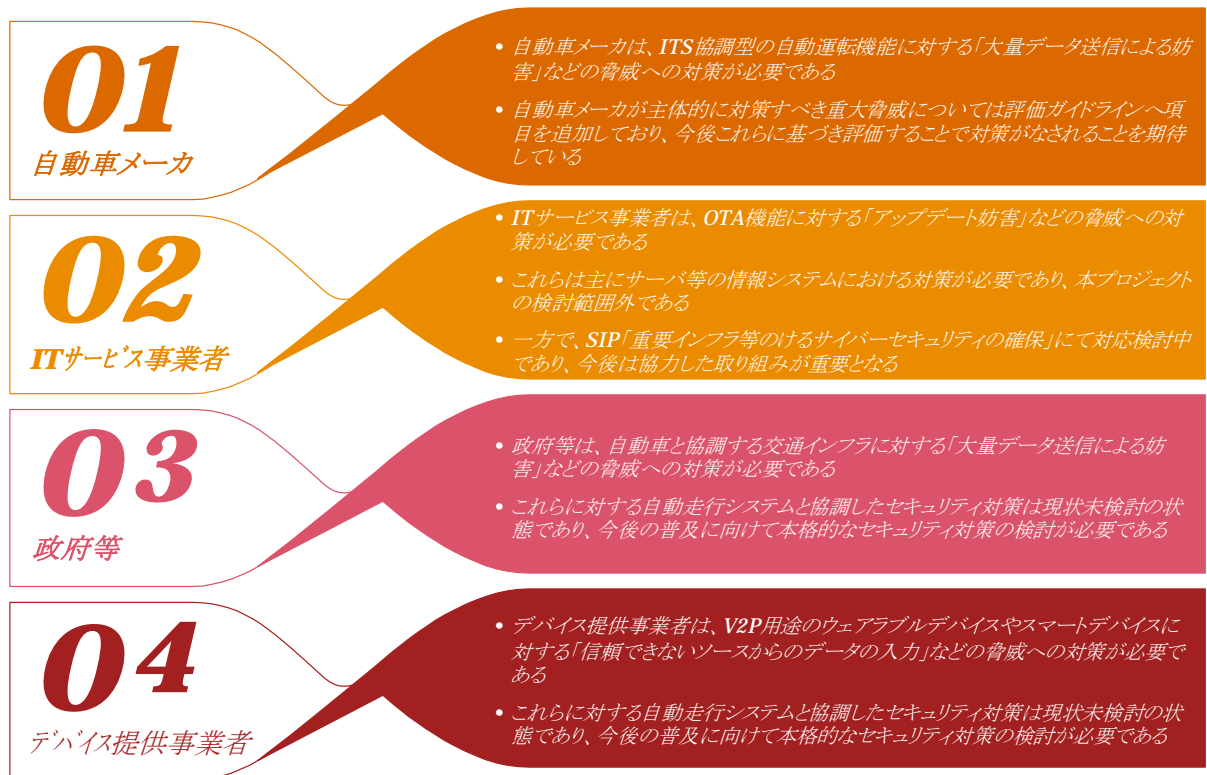 01
自動車メーカ
• 自動車メーカは、ITS協調型の自動運転機能に対する「大量データ送信による妨
害」などの脅威への対策が必要である
• 自動車メーカが主体的に対策すべき重大脅威については評価ガイドラインへ項
目を追加しており、今後これらに基づき評価することで対策がなされることを期待
している
02
ITサービス事業者
• ITサービス事業者は、OTA機能に対する「アップデート妨害」などの脅威への対
策が必要である
• これらは主にサーバ等の情報システムにおける対策が必要であり、本プロジェクト
の検討範囲外である
• 一方で、SIP「重要インフラ等のけるサイバーセキュリティの確保」にて対応検討中
であり、今後は協力した取り組みが重要となる
03
政府等
• 政府等は、自動車と協調する交通インフラに対する「大量データ送信による妨
害」などの脅威への対策が必要である
• これらに対する自動走行システムと協調したセキュリティ対策は現状未検討の状
態であり、今後の普及に向けて本格的なセキュリティ対策の検討が必要である
04
デバイス提供事業者
• デバイス提供事業者は、V2P用途のウェアラブルデバイスやスマートデバイスに
対する「信頼できないソースからのデータの入力」などの脅威への対策が必要で
ある
• これらに対する自動走行システムと協調したセキュリティ対策は現状未検討の状
態であり、今後の普及に向けて本格的なセキュリティ対策の検討が必要である